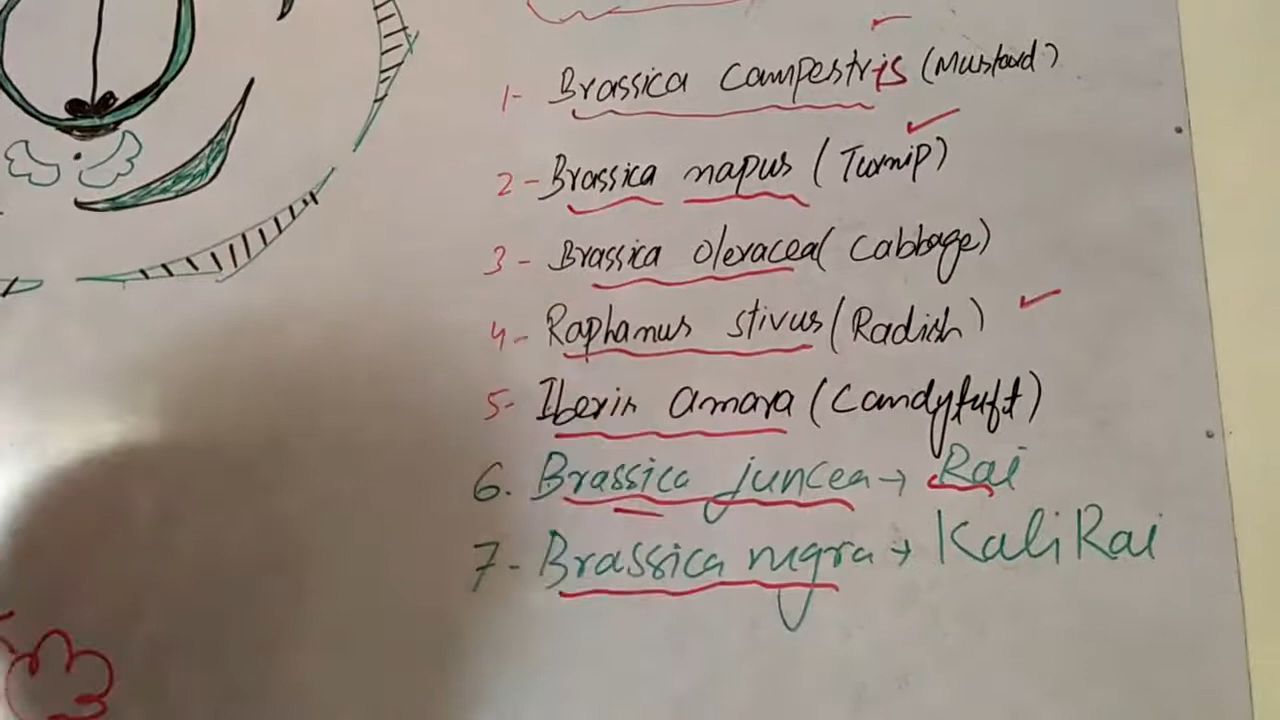 1- Brassica campestris (Mustard)
2- Brassica napus (Turnip)
3- Brassica oleracea (Cabbage)
4- Raphanus stivus (Radish)
5- Iberis amara (Candytuft)
6. Brassica juncea → Rai
7- Brassica nigra → Kali Rai